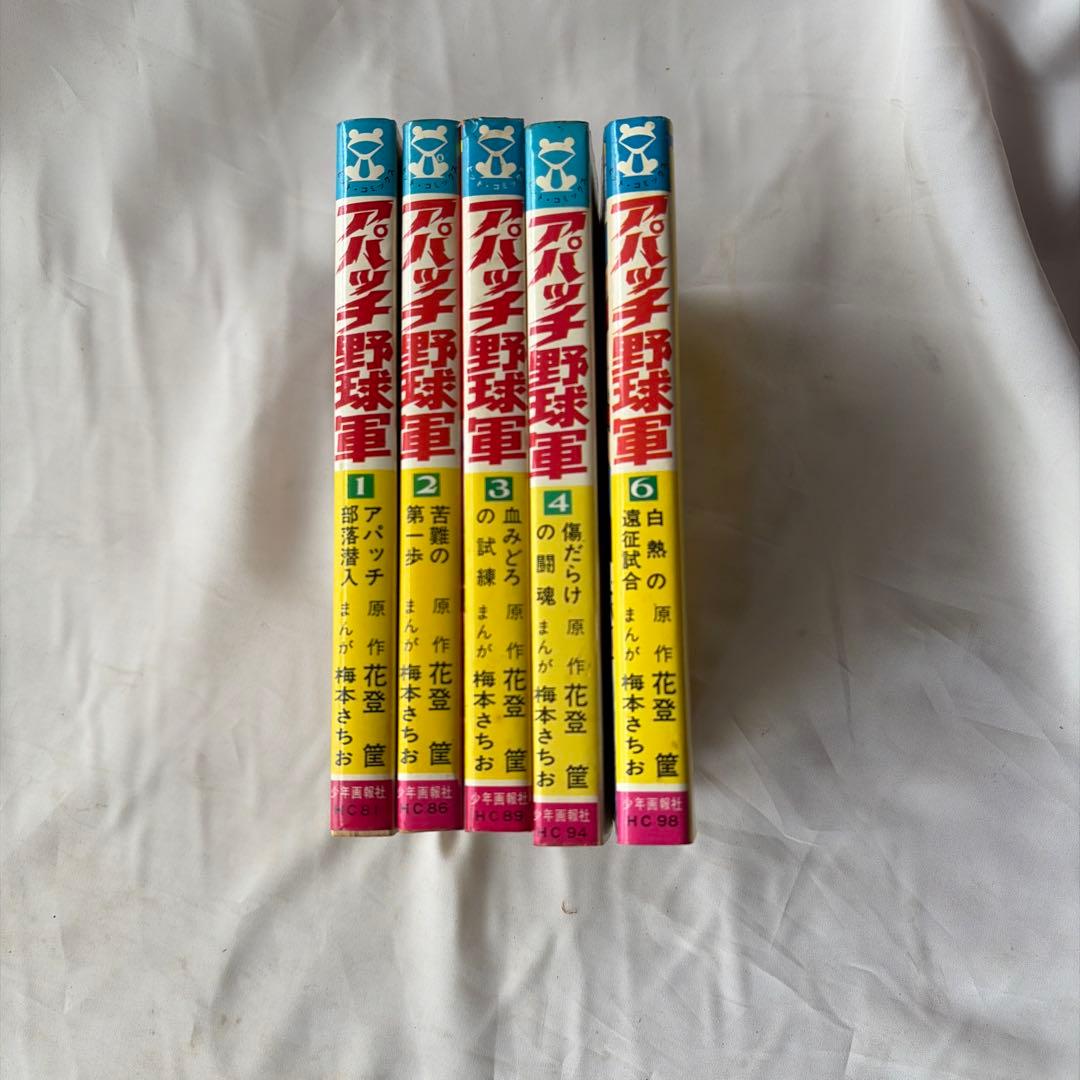 アパッチ野球軍
1
アパッチ
部落潜入
原作 花登 筐
まんが 梅本さちお
少年画報社
HC81
アパッチ野球軍
2
苦難の
第一歩
原作 花登 筐
まんが 梅本さちお
少年画報社
HC86
アパッチ野球軍
3
血みどろ
の試練
原作 花登 筐
まんが 梅本さちお
少年画報社
HC89
コミックス
アパッチ野球軍
4
傷だらけ
の闘魂
原作 花登 筐
まんが 梅本さちお
少年画報社
HC94
アパッチ野球軍
6
白熱の
遠征試合
原作 花登 筐
まんが 梅本さちお
少年画報社
HC98